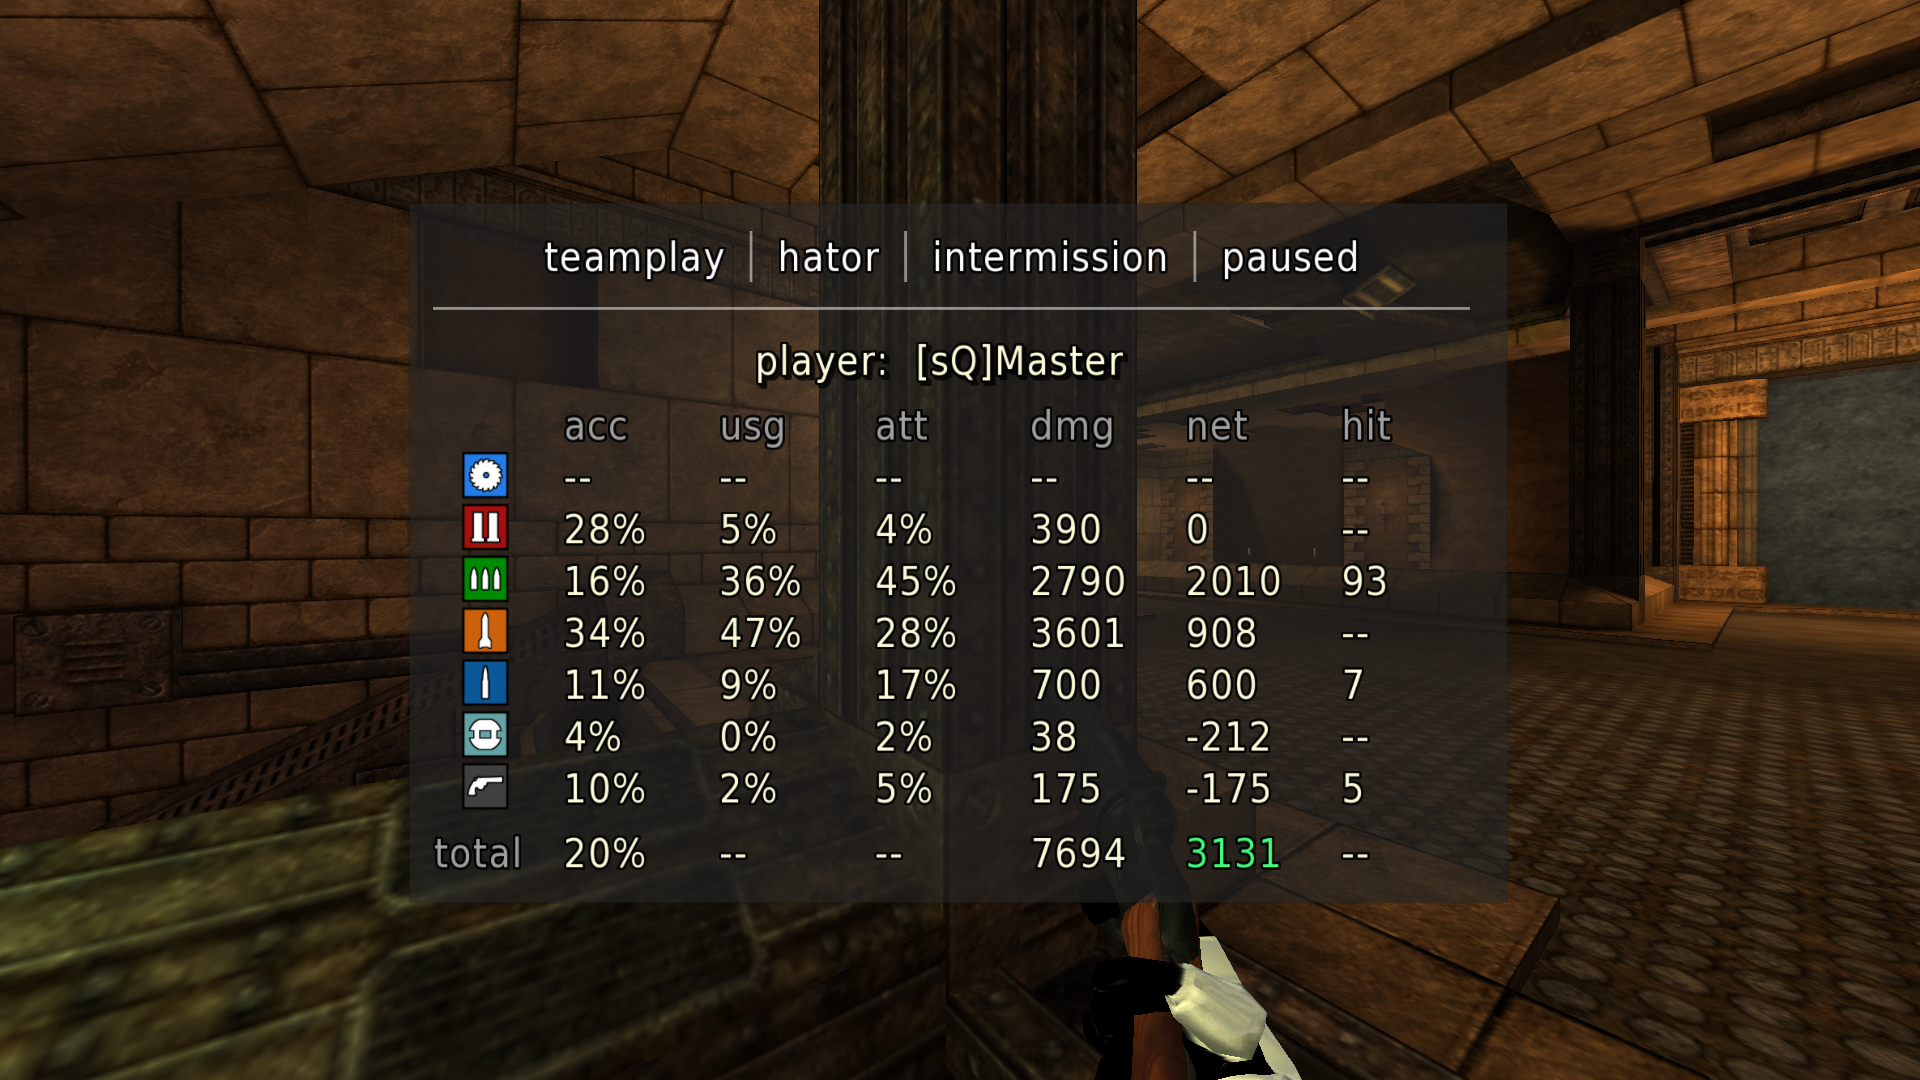 teamplay | hator | intermission | paused
player: [sQ]Master
acc usg att dmg net hit
-- -- -- -- -- --
28% 5% 4% 390 0 --
16% 36% 45% 2790 2010 93
34% 47% 28% 3601 908 --
11% 9% 17% 700 600 7
4% 0% 2% 38 -212 --
10% 2% 5% 175 -175 5
total 20% -- -- 7694 3131 --